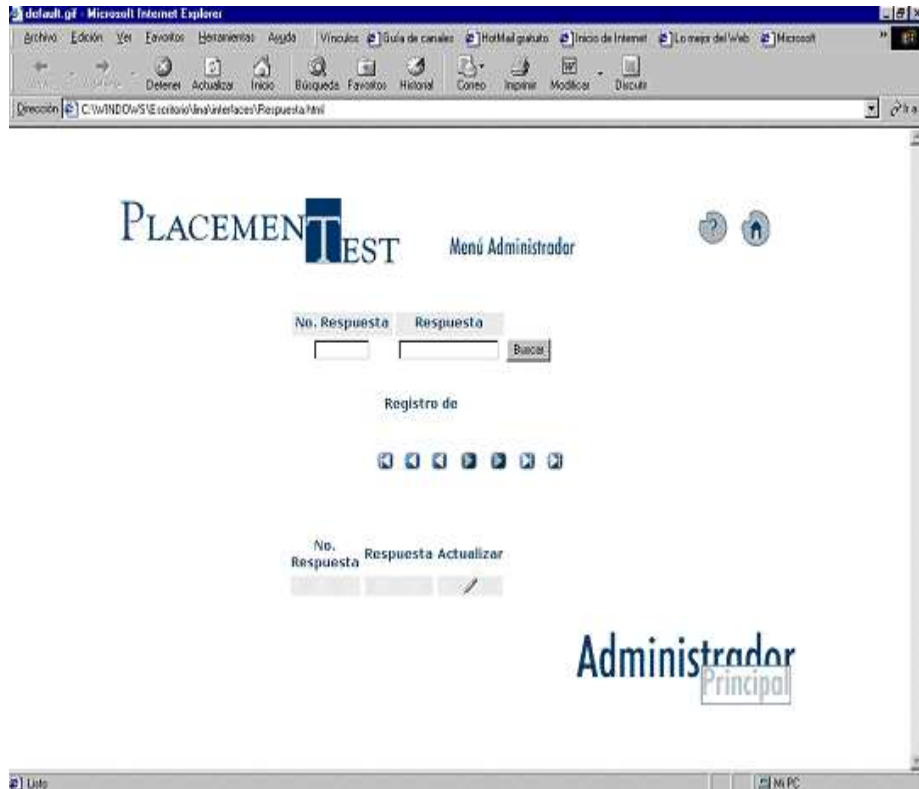 default.gif - Microsoft Internet Explorer
Archivo Edición Ver Favoritos Herramientas Ayuda Vínculos Guía de canales HotMail gratuito Inicio de Internet Lo mejor del Web Microsoft »
Detener Actualizar Inicio Búsqueda Favoritos Historial Correo Imprimir Modificar Discutir
Dirección C:\WINDOWS\Escritorio\lina\interfaces\Respuesta.html Ir a
PLACEMENTEST Menú Administrador ?
No. Respuesta Respuesta
Buscar
Registro de
No. Respuesta Respuesta Actualizar
Administrador
Principal
Listo Mi PC